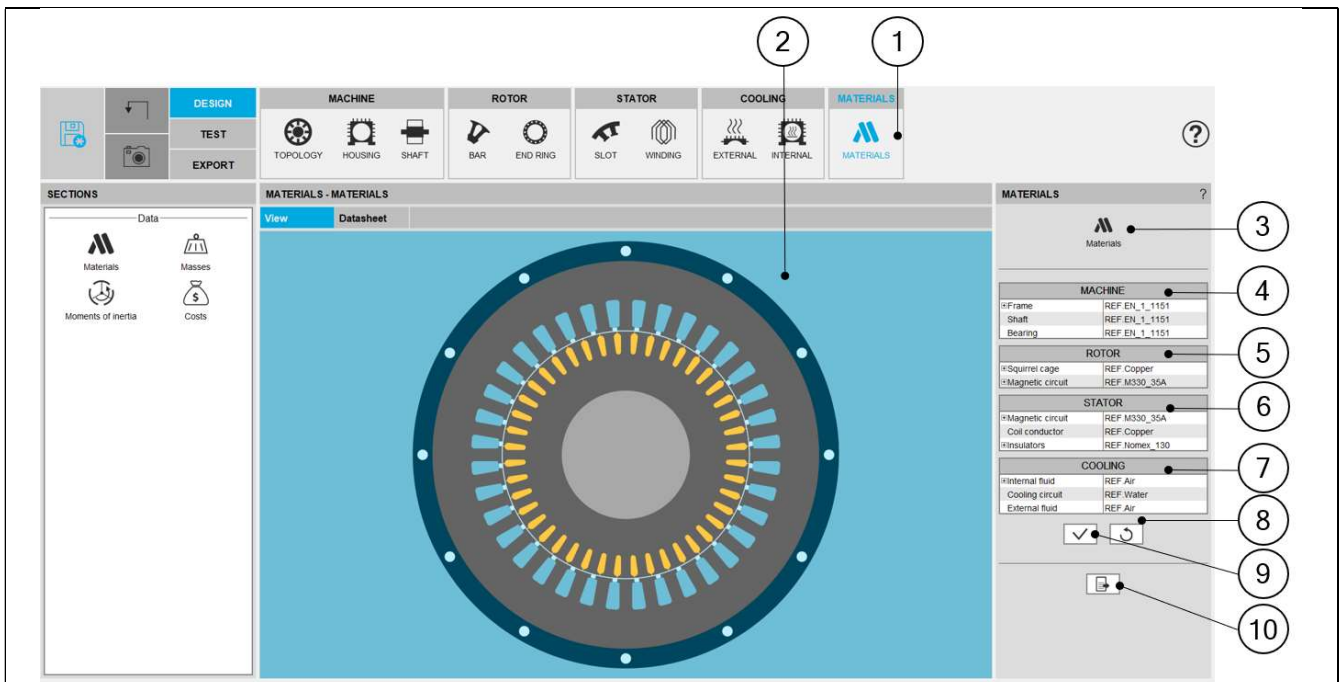 2
1
DESIGN
TEST
EXPORT
MACHINE
TOPOLOGY HOUSING SHAFT
ROTOR
BAR END RING
STATOR
SLOT WINDING
COOLING
EXTERNAL INTERNAL
MATERIALS
MATERIALS
?
SECTIONS
Data
Materials Masses
Moments of inertia Costs
$
MATERIALS - MATERIALS
View Datasheet
MATERIALS ?
Materials
3
MACHINE
4
Frame REF.EN_1_1151
Shaft REF.EN_1_1151
Bearing REF.EN_1_1151
ROTOR
5
Squirrel cage REF.Copper
Magnetic circuit REF.M330_35A
STATOR
6
Magnetic circuit REF.M330_35A
Coil conductor REF.Copper
Insulators REF.Nomex_130
COOLING
7
Internal fluid REF.Air
Cooling circuit REF.Water
External fluid REF.Air
8
9
10